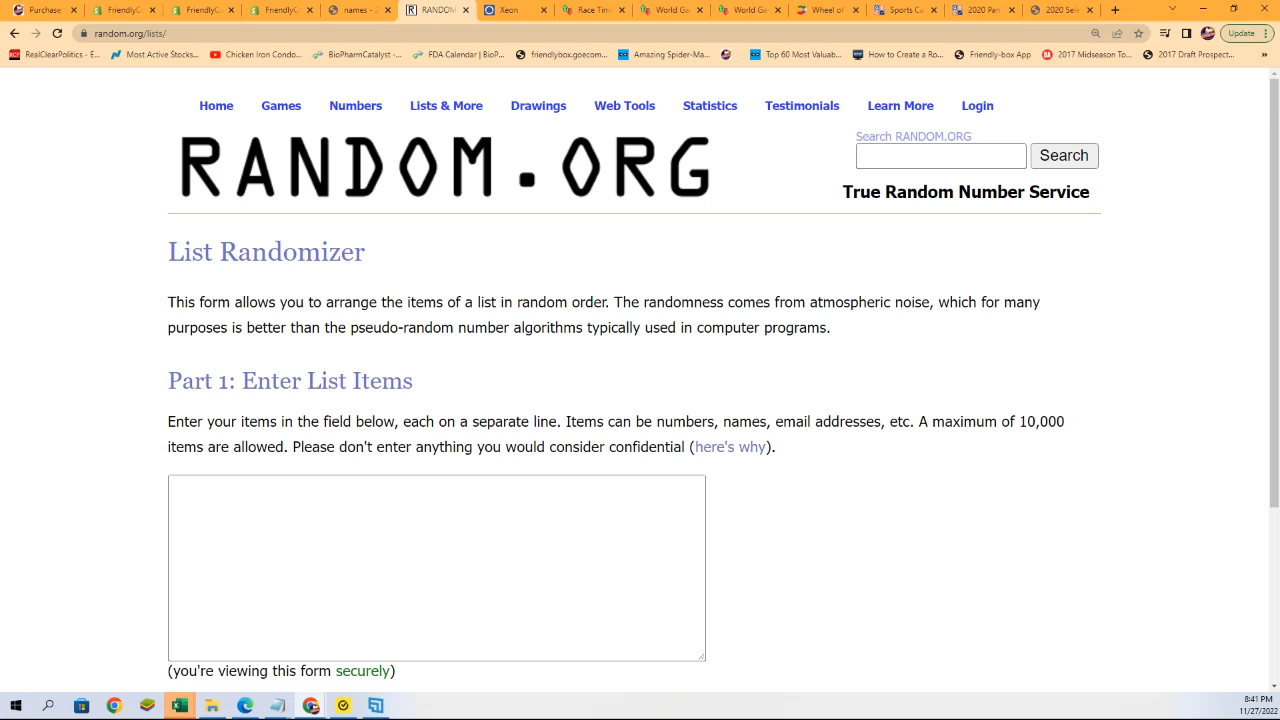 Purchase
FriendlyC
FriendlyC
FriendlyC
names - 
RANDOM
Xeon
Race Time
World Ga
World Ga
Wheel of
Sports Ca
2020 Pan
2020 Sele
random.org/lists/
Update
RealClearPolitics - E...
Most Active Stocks...
Chicken Iron Condo...
BioPharmCatalyst -...
FDA Calendar | BioP...
friendlybox.goecom...
Amazing Spider-Ma...
Top 60 Most Valuab...
How to Create a Ro...
Friendly-box App
2017 Midseason To...
2017 Draft Prospect...
»
Home Games Numbers Lists & More Drawings Web Tools Statistics Testimonials Learn More Login
RANDOM.ORG
Search RANDOM.ORG
Search
True Random Number Service
List Randomizer
This form allows you to arrange the items of a list in random order. The randomness comes from atmospheric noise, which for many
purposes is better than the pseudo-random number algorithms typically used in computer programs.
Part 1: Enter List Items
Enter your items in the field below, each on a separate line. Items can be numbers, names, email addresses, etc. A maximum of 10,000
items are allowed. Please don't enter anything you would consider confidential (here's why).
(you're viewing this form securely)
8:41 PM
11/27/2022